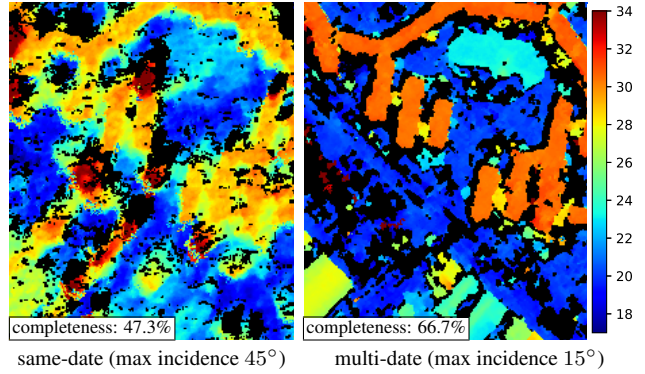 completeness: 47.3%
completeness: 66.7%
34
32
30
28
26
24
22
20
18
same-date (max incidence 45°)
multi-date (max incidence 15°)